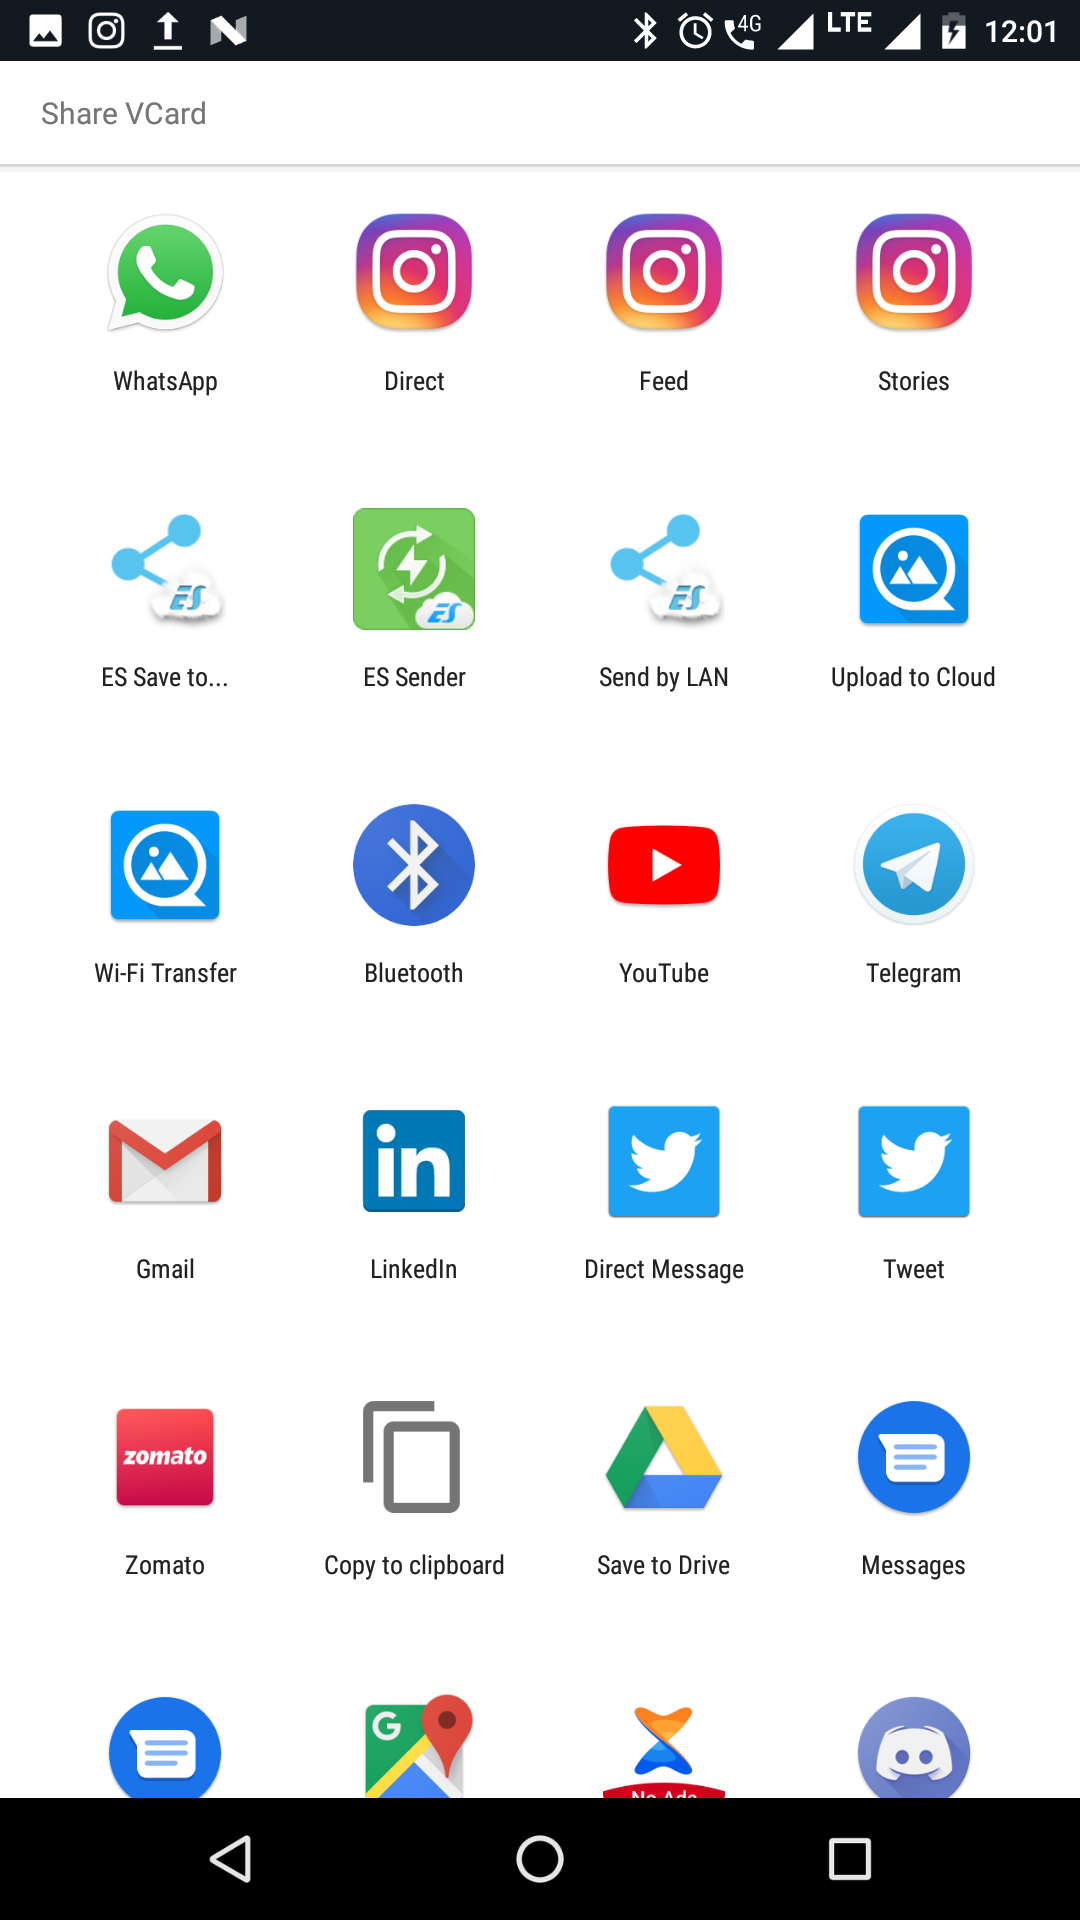 4G LTE 12:01
Share VCard
WhatsApp Direct Feed Stories
ES ES ES
ES Save to... ES Sender Send by LAN Upload to Cloud
Wi-Fi Transfer Bluetooth YouTube Telegram
in
Gmail LinkedIn Direct Message Tweet
zomato
Zomato Copy to clipboard Save to Drive Messages
G
No Ads